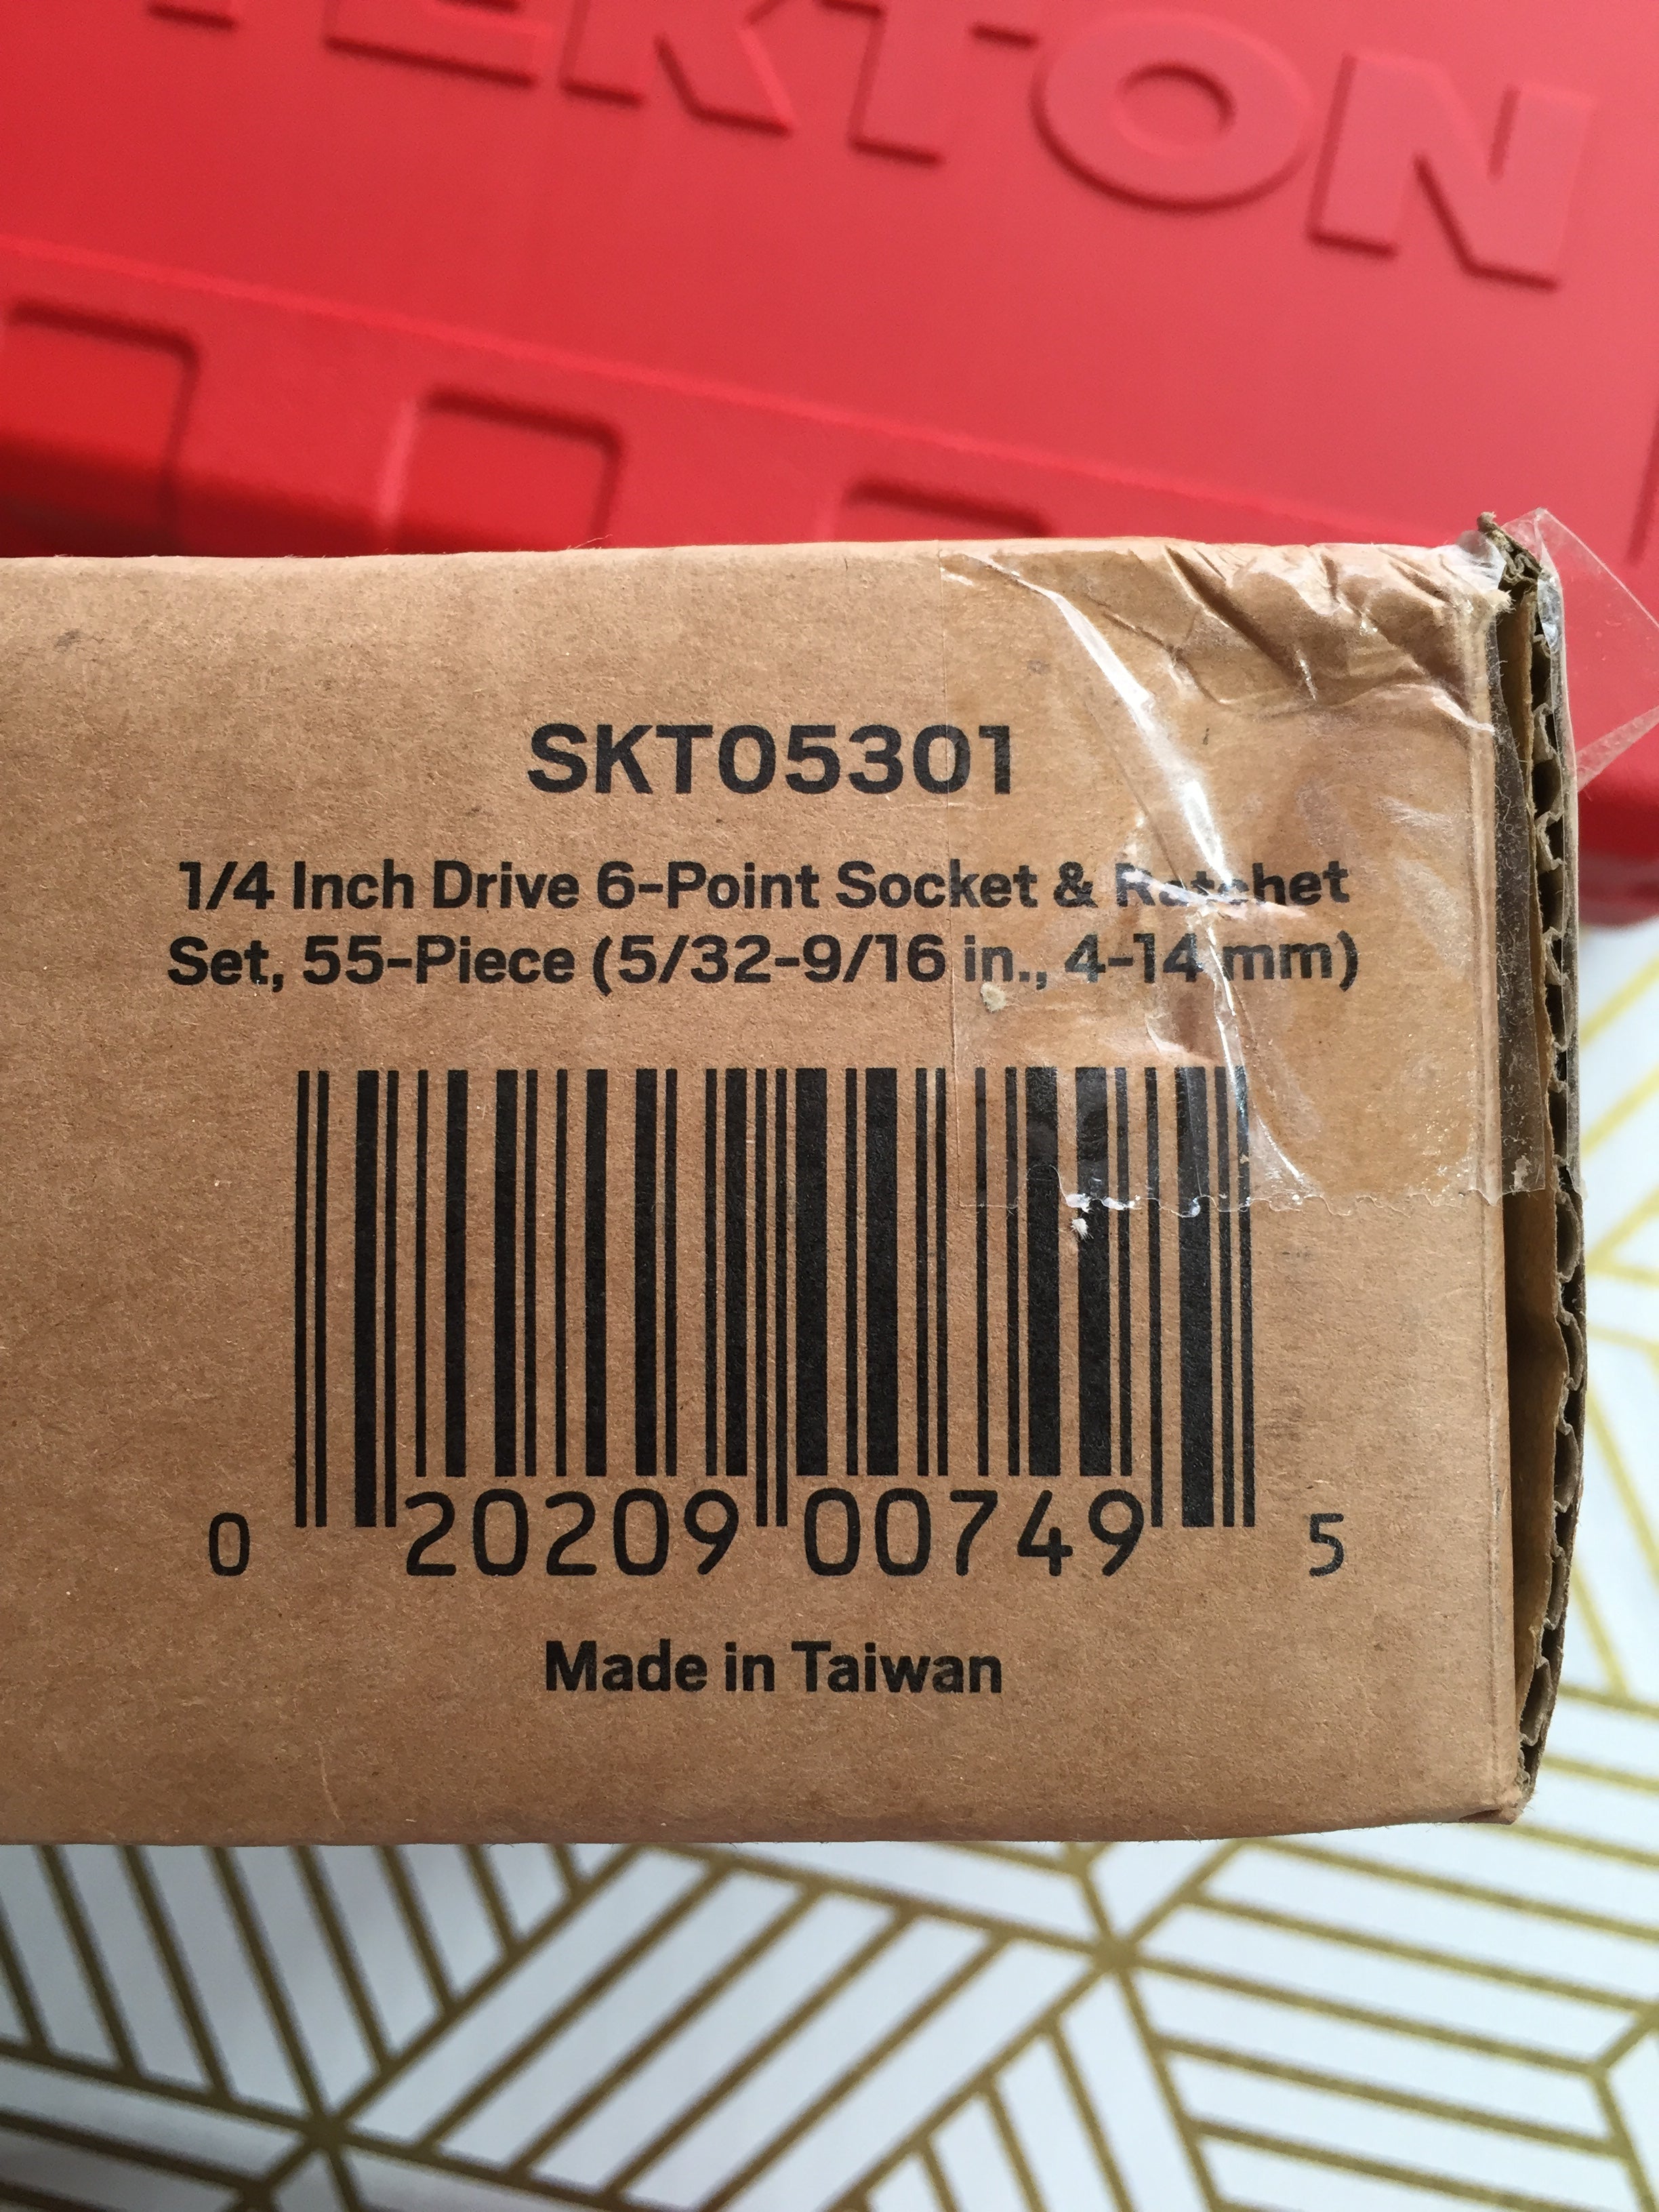 TEKTON
SKT05301
1/4 Inch Drive 6-Point Socket & Ratchet
Set, 55-Piece (5/32-9/16 in., 4-14 mm)
0 20209 00749 5
Made in Taiwan